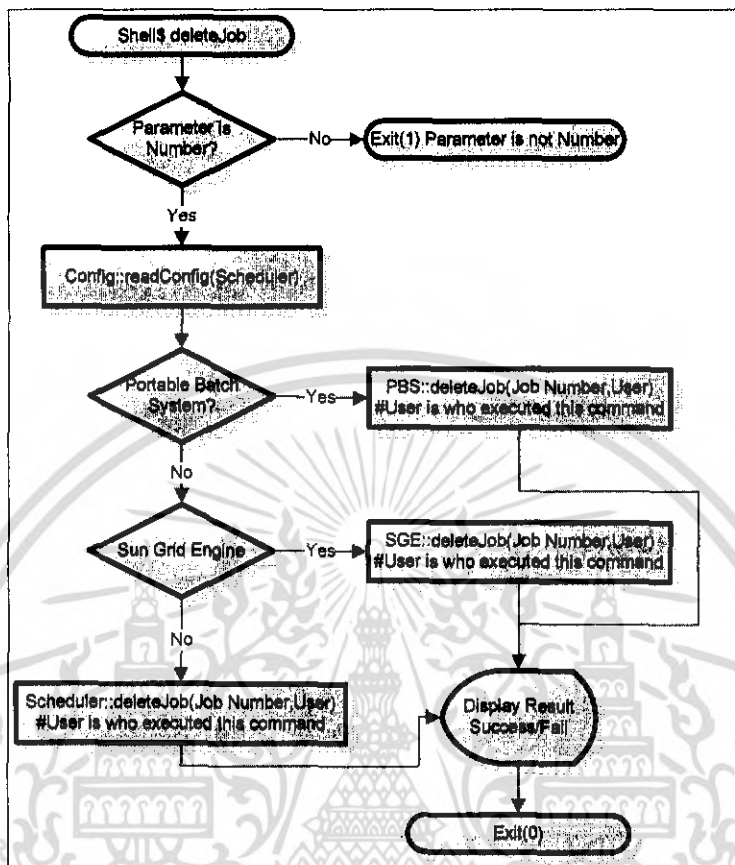 Shell$ deleteJob
Parameter is
Number?
No
Exit(1) Parameter is not Number
Yes
Config::readConfig(Scheduler)
Portable Batch
System?
Yes
PBS::deleteJob(Job Number,User)
#User is who executed this command
No
Sun Grid Engine
Yes
SGE::deleteJob(Job Number,User)
#User is who executed this command
No
Scheduler::deleteJob(Job Number,User)
#User is who executed this command
Display Result
Success/Fail
Exit(0)